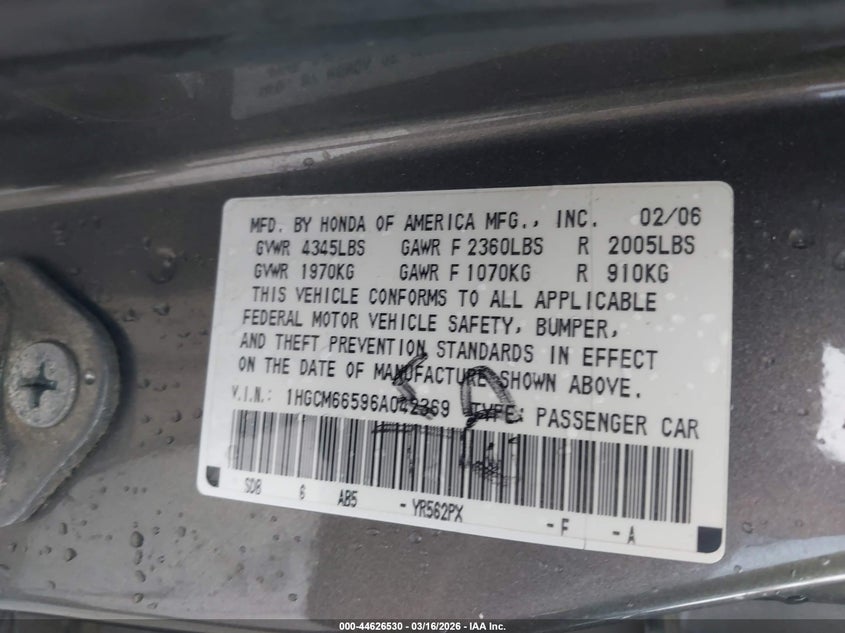 MFD. BY HONDA OF AMERICA MFG., INC. 02/06
GVWR 4345LBS GAWR F 2360LBS R 2005LBS
GVWR 1970KG GAWR F 1070KG R 910KG
THIS VEHICLE CONFORMS TO ALL APPLICABLE
FEDERAL MOTOR VEHICLE SAFETY, BUMPER,
AND THEFT PREVENTION STANDARDS IN EFFECT
ON THE DATE OF MANUFACTURE SHOWN ABOVE.
V.I.N.: 1HGCM66596A042369 TYPE: PASSENGER CAR
SD8 6 AB5 - YR562PX - F - A
000-44626530 - 03/16/2026 - IAA Inc.